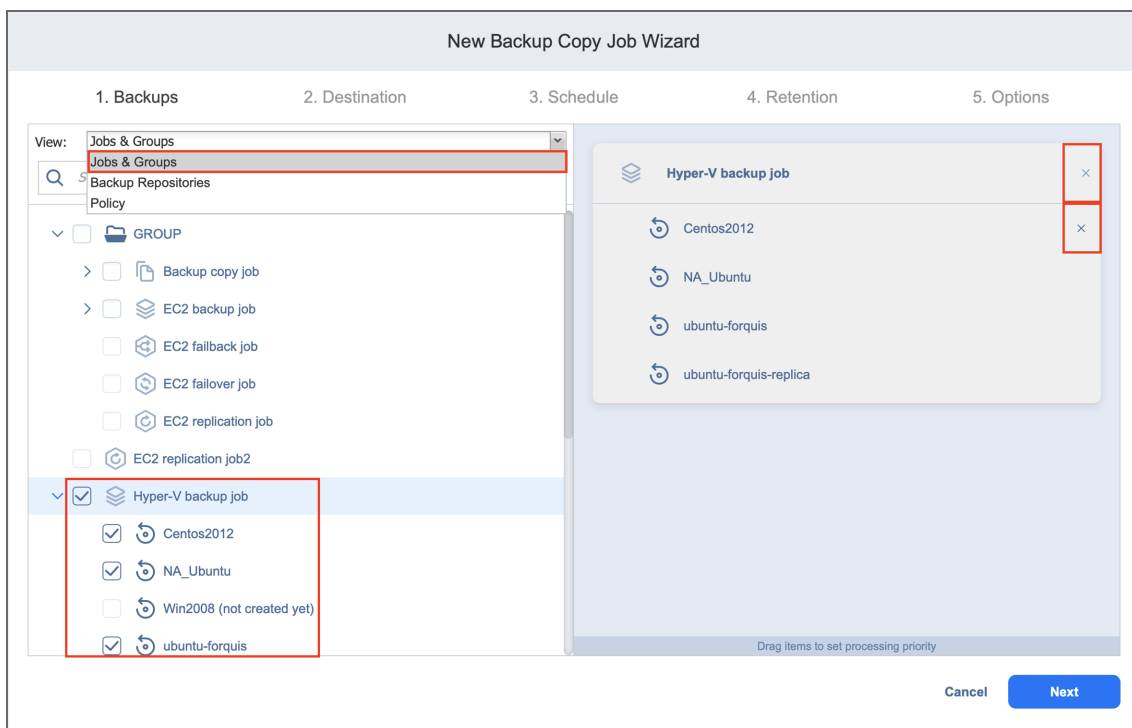 New Backup Copy Job Wizard
1. Backups 2. Destination 3. Schedule 4. Retention 5. Options
View: Jobs & Groups
Jobs & Groups
Backup Repositories
Policy
GROUP
Backup copy job
EC2 backup job
EC2 failback job
EC2 failover job
EC2 replication job
EC2 replication job2
Hyper-V backup job
Centos2012
NA_Ubuntu
Win2008 (not created yet)
ubuntu-forquis
Hyper-V backup job
Centos2012
NA_Ubuntu
ubuntu-forquis
ubuntu-forquis-replica
Drag items to set processing priority
Cancel Next